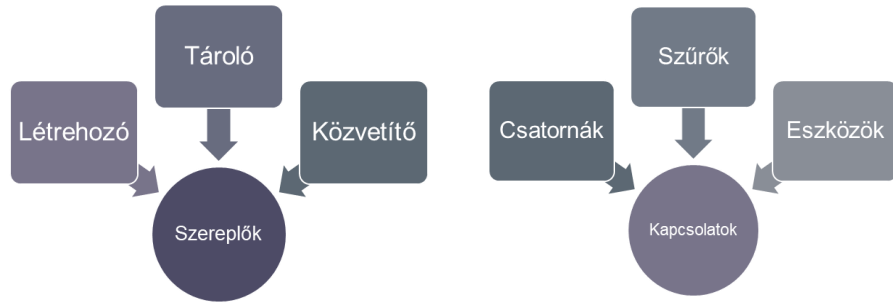 Tároló
Létrehozó
Közvetítő
Szereplők
Szűrők
Csatornák
Eszközök
Kapcsolatok